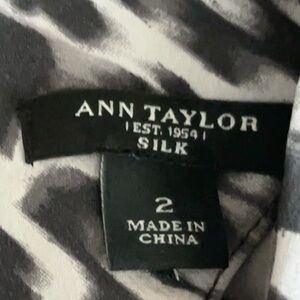 ANN TAYLOR
| EST. 1954 |
SILK
2
MADE IN
CHINA